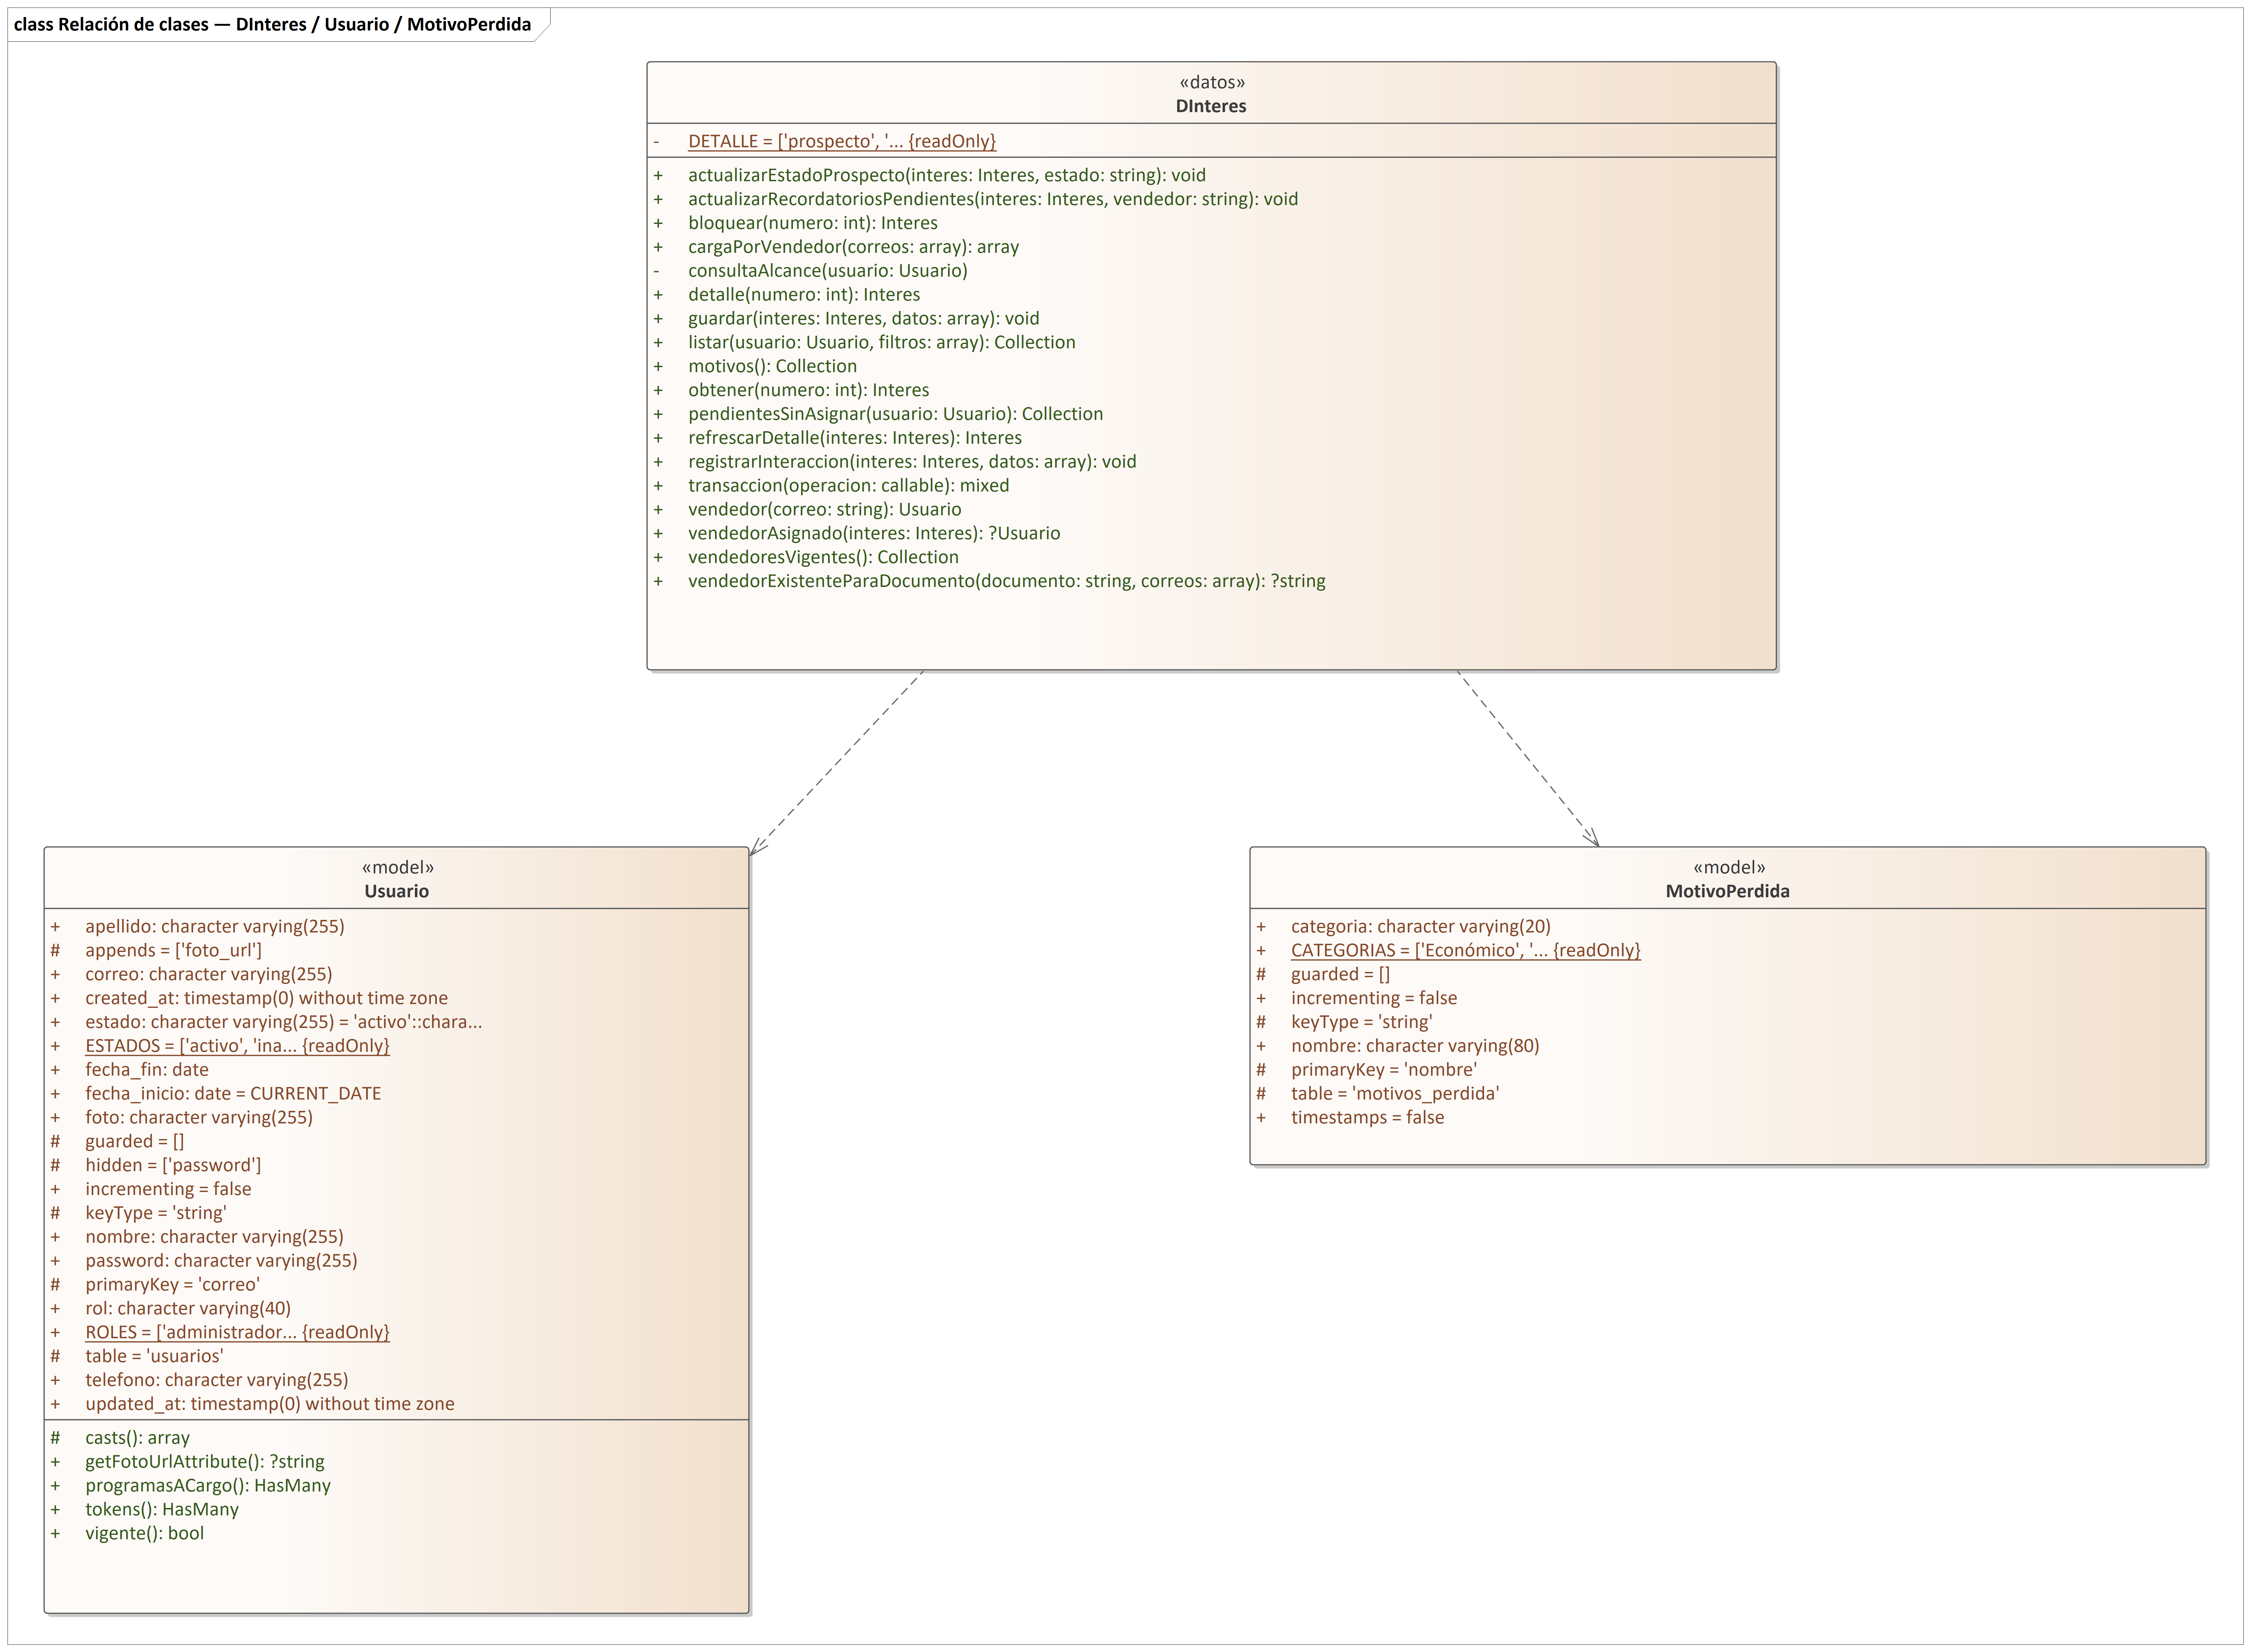 class Relación de clases — DInteres / Usuario / MotivoPerdida
«datos»
DInteres
- DETALLE = ['prospecto', '... {readOnly}
+ actualizarEstadoProspecto(interes: Interes, estado: string): void
+ actualizarRecordatoriosPendientes(interes: Interes, vendedor: string): void
+ bloquear(numero: int): Interes
+ cargaPorVendedor(correos: array): array
- consultaAlcance(usuario: Usuario)
+ detalle(numero: int): Interes
+ guardar(interes: Interes, datos: array): void
+ listar(usuario: Usuario, filtros: array): Collection
+ motivos(): Collection
+ obtener(numero: int): Interes
+ pendientesSinAsignar(usuario: Usuario): Collection
+ refrescarDetalle(interes: Interes): Interes
+ registrarInteraccion(interes: Interes, datos: array): void
+ transaccion(operacion: callable): mixed
+ vendedor(correo: string): Usuario
+ vendedorAsignado(interes: Interes): ?Usuario
+ vendedoresVigentes(): Collection
+ vendedorExistenteParaDocumento(documento: string, correos: array): ?string
«model»
Usuario
+ apellido: character varying(255)
# appends = ['foto_url']
+ correo: character varying(255)
+ created_at: timestamp(0) without time zone
+ estado: character varying(255) = 'activo'::chara...
+ ESTADOS = ['activo', 'ina... {readOnly}
+ fecha_fin: date
+ fecha_inicio: date = CURRENT_DATE
+ foto: character varying(255)
# guarded = []
# hidden = ['password']
+ incrementing = false
# keyType = 'string'
+ nombre: character varying(255)
+ password: character varying(255)
# primaryKey = 'correo'
+ rol: character varying(40)
+ ROLES = ['administrador... {readOnly}
# table = 'usuarios'
+ telefono: character varying(255)
+ updated_at: timestamp(0) without time zone
# casts(): array
+ getFotoUrlAttribute(): ?string
+ programasACargo(): HasMany
+ tokens(): HasMany
+ vigente(): bool
«model»
MotivoPerdida
+ categoria: character varying(20)
+ CATEGORIAS = ['Económico', '... {readOnly}
# guarded = []
+ incrementing = false
# keyType = 'string'
+ nombre: character varying(80)
# primaryKey = 'nombre'
# table = 'motivos_perdida'
+ timestamps = false